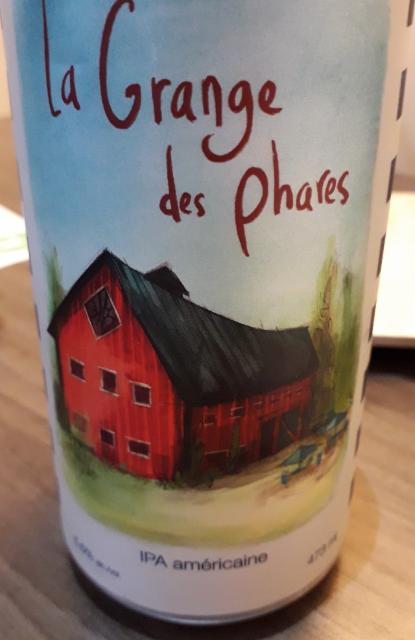 la Grange
des phares
IPA américaine
473 ml